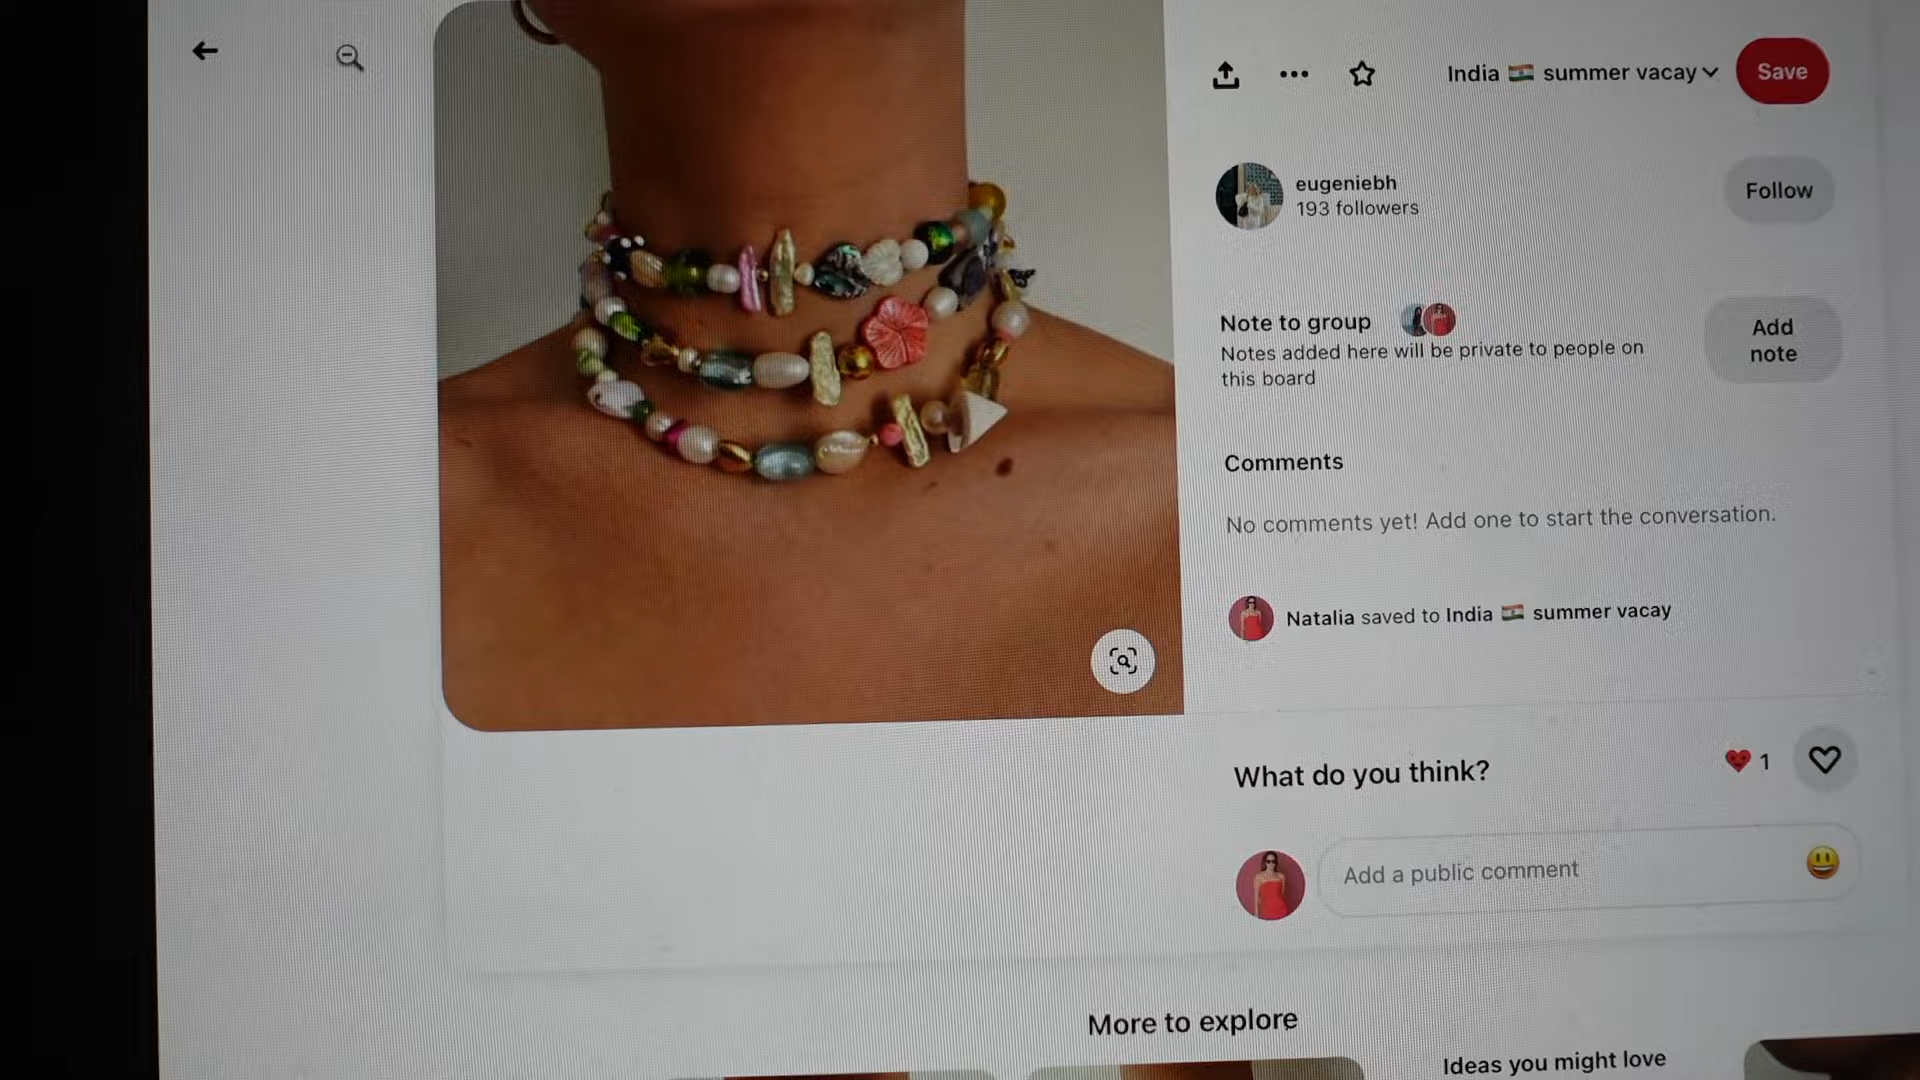 India 🇮🇳 summer vacay
Save
eugeniebh
193 followers
Follow
Note to group
Notes added here will be private to people on
this board
Add
note
Comments
No comments yet! Add one to start the conversation.
Natalia saved to India 🇮🇳 summer vacay
What do you think?
1
Add a public comment
More to explore
Ideas you might love